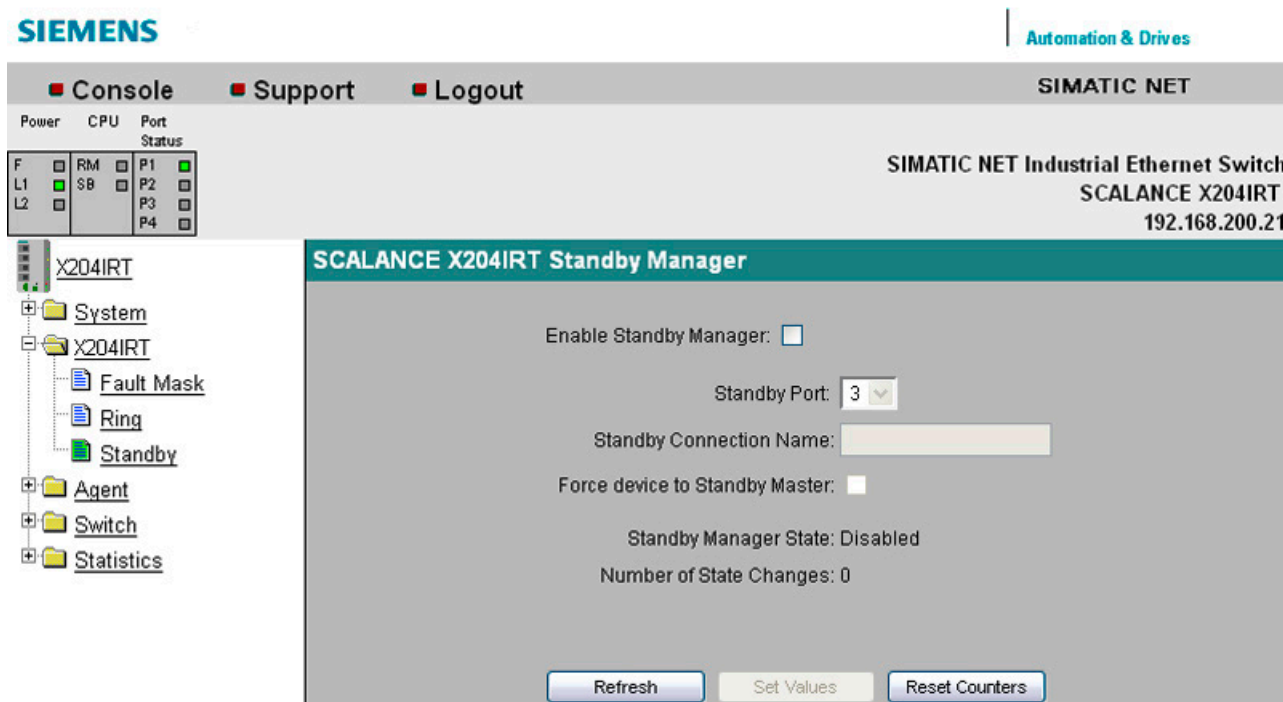 SIEMENS
Automation & Drives
Console Support Logout SIMATIC NET
Power CPU Port
Status
F RM P1
L1 SB P2
L2 P3
P4
SIMATIC NET Industrial Ethernet Switch
SCALANCE X204IRT
192.168.200.21
X204IRT
SCALANCE X204IRT Standby Manager
System
X204IRT
Fault Mask
Ring
Standby
Agent
Switch
Statistics
Enable Standby Manager:
Standby Port: 3
Standby Connection Name:
Force device to Standby Master:
Standby Manager State: Disabled
Number of State Changes: 0
Refresh Set Values Reset Counters